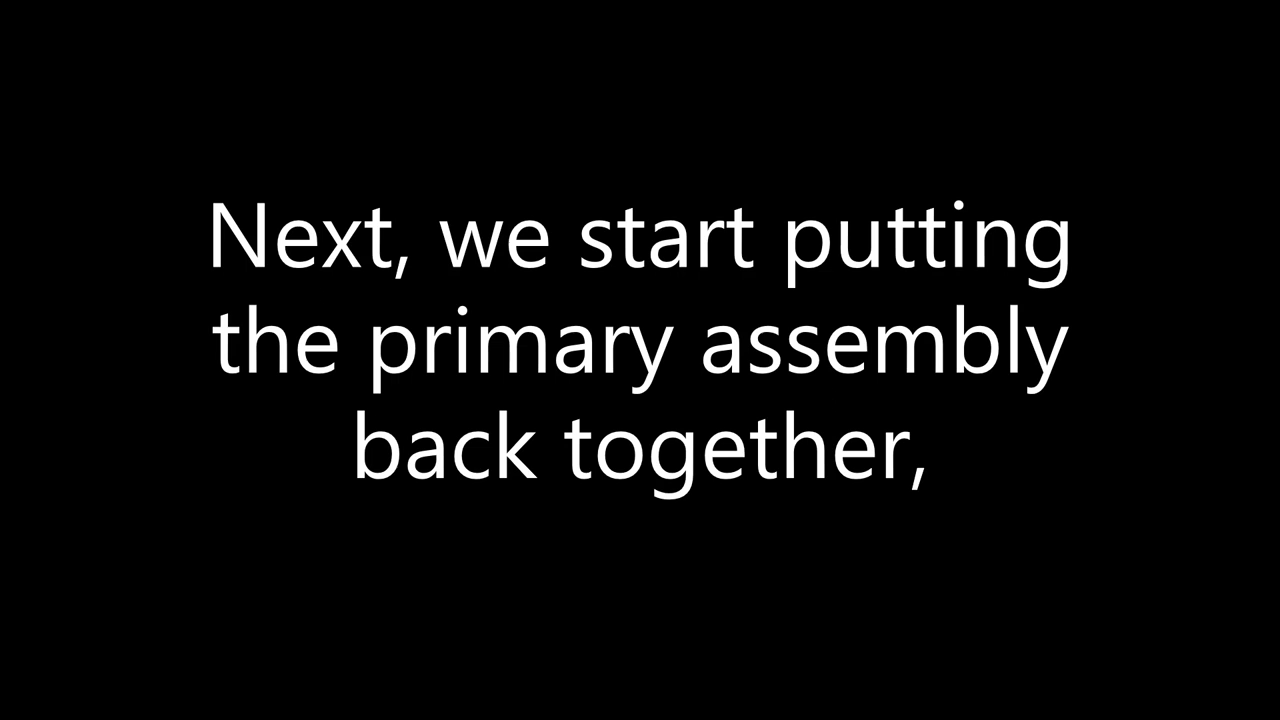 Next, we start putting
the primary assembly
back together,